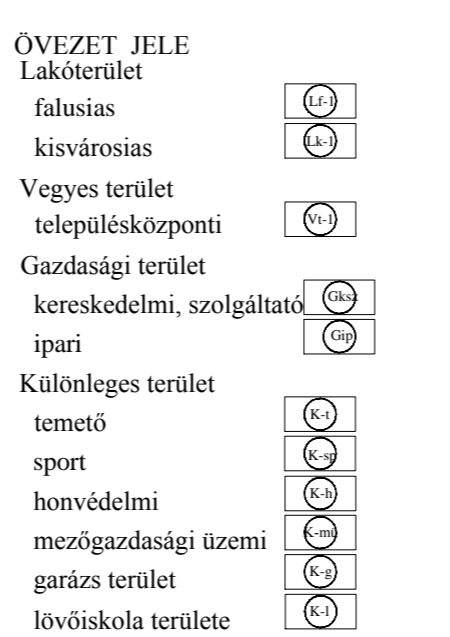 ÖVEZET JELE
Lakóterület
falusias Lf-1
kisvárosias Lk-1
Vegyes terület
településközponti Vt-1
Gazdasági terület
kereskedelmi, szolgáltató Gksz
ipari Gip
Különleges terület
temető K-t
sport K-sp
honvédelmi K-h
mezőgazdasági üzemi K-mü
garázs terület K-g
lövőiskola területe K-l